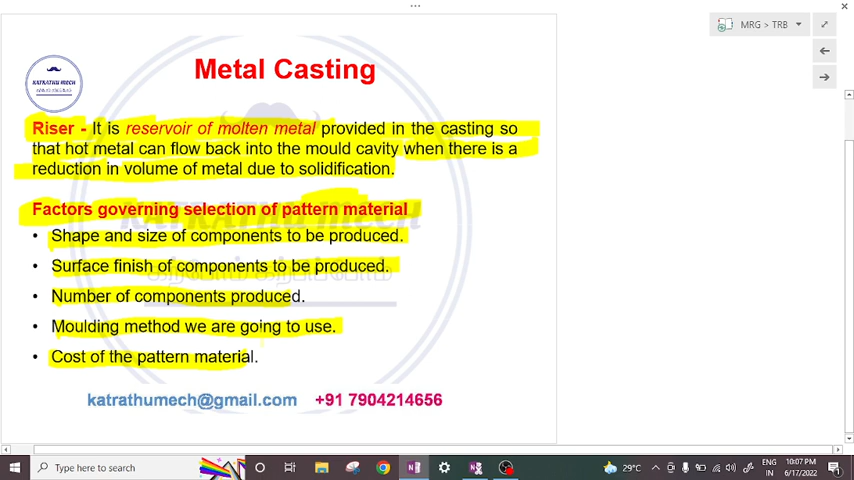 MRG > TRB
Metal Casting
KATRATHU MECH
Riser - It is reservoir of molten metal provided in the casting so
that hot metal can flow back into the mould cavity when there is a
reduction in volume of metal due to solidification.
Factors governing selection of pattern material
• Shape and size of components to be produced.
• Surface finish of components to be produced.
• Number of components produced.
• Moulding method we are going to use.
• Cost of the pattern material.
katrathumech@gmail.com +91 7904214656
Type here to search
29°C
ENG
IN
10:07 PM
6/17/2022